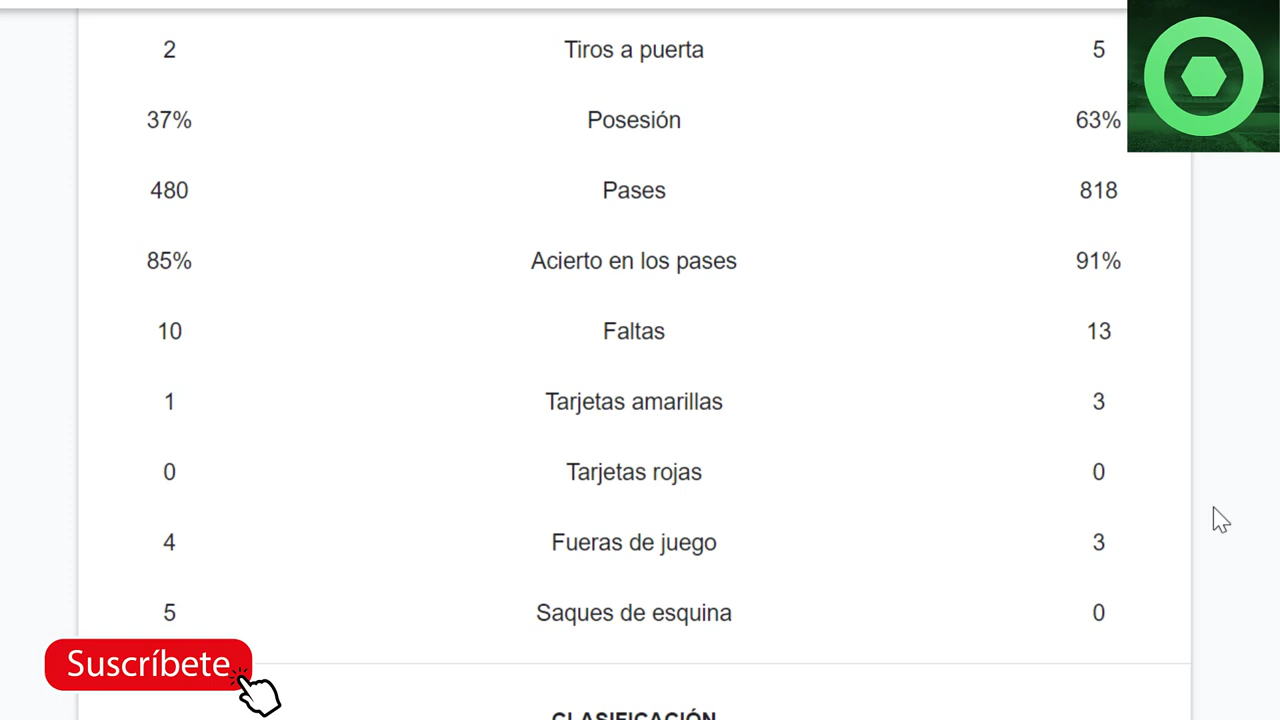 2 Tiros a puerta 5
37% Posesión 63%
480 Pases 818
85% Acierto en los pases 91%
10 Faltas 13
1 Tarjetas amarillas 3
0 Tarjetas rojas 0
4 Fueras de juego 3
5 Saques de esquina 0
Suscríbete
CLASIFICACIÓN